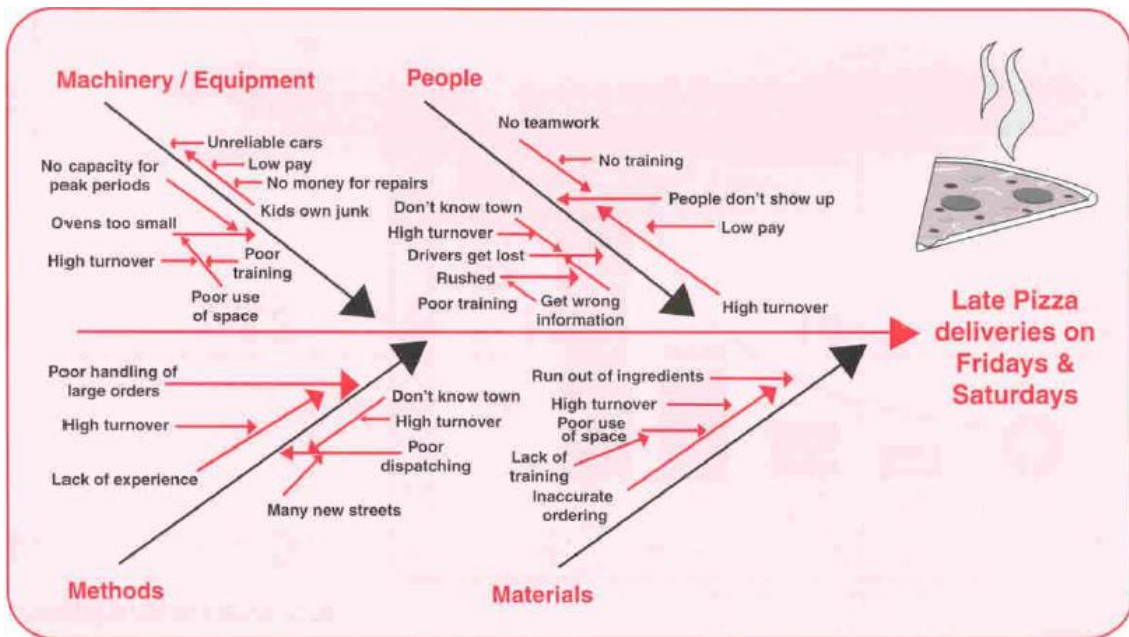 Machinery / Equipment
People
Unreliable cars
Low pay
No money for repairs
Kids own junk
No capacity for
peak periods
Ovens too small
High turnover
Poor
training
Poor use
of space
No teamwork
No training
People don't show up
Low pay
High turnover
Don't know town
High turnover
Drivers get lost
Rushed
Poor training
Get wrong
information
Late Pizza
deliveries on
Fridays &
Saturdays
Poor handling of
large orders
High turnover
Lack of experience
Don't know town
High turnover
Poor
dispatching
Many new streets
Run out of ingredients
High turnover
Poor use
of space
Lack of
training
Inaccurate
ordering
Methods
Materials